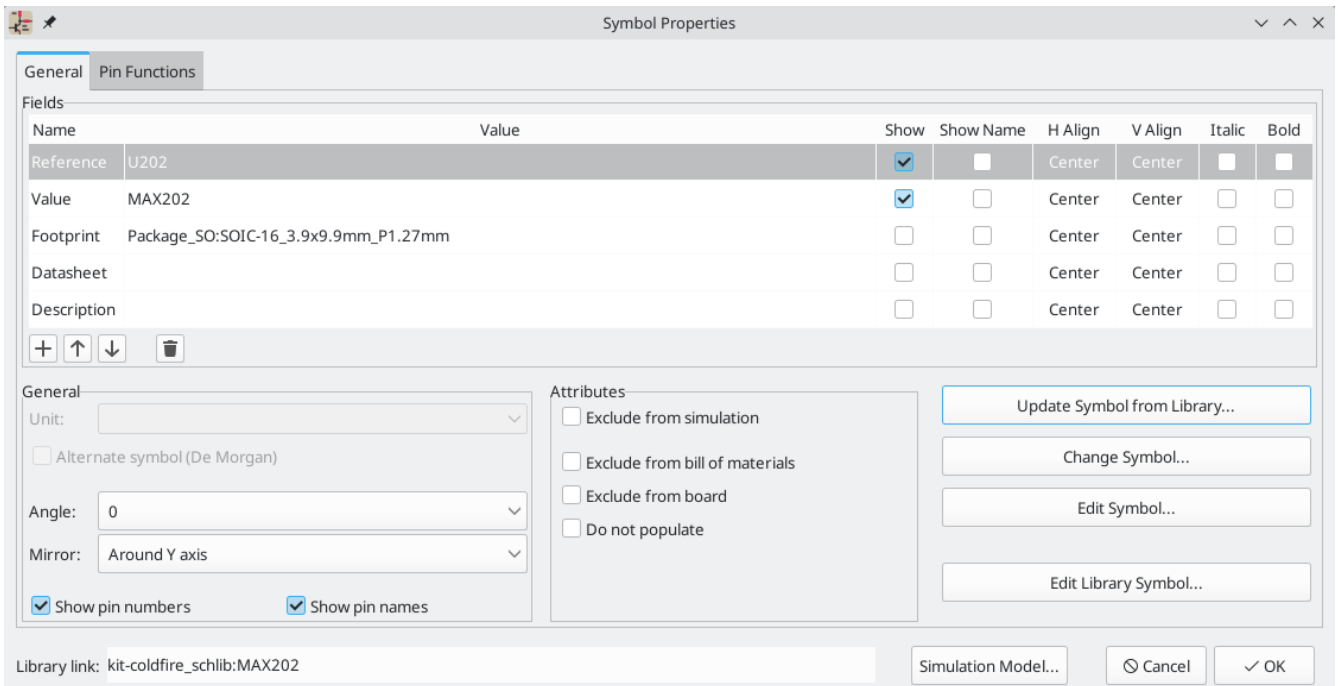 Symbol Properties
General Pin Functions
Fields
Name Value Show Show Name H Align V Align Italic Bold
Reference U202 Center Center
Value MAX202 Center Center
Footprint Package_SO:SOIC-16_3.9x9.9mm_P1.27mm Center Center
Datasheet Center Center
Description Center Center
General Attributes
Update Symbol from Library...
Unit: Exclude from simulation
Alternate symbol (De Morgan) Exclude from bill of materials Change Symbol...
Exclude from board
Angle: 0 Edit Symbol...
Do not populate
Mirror: Around Y axis
Edit Library Symbol...
Show pin numbers Show pin names
Library link: kit-coldfire_schlib:MAX202 Simulation Model... Cancel OK